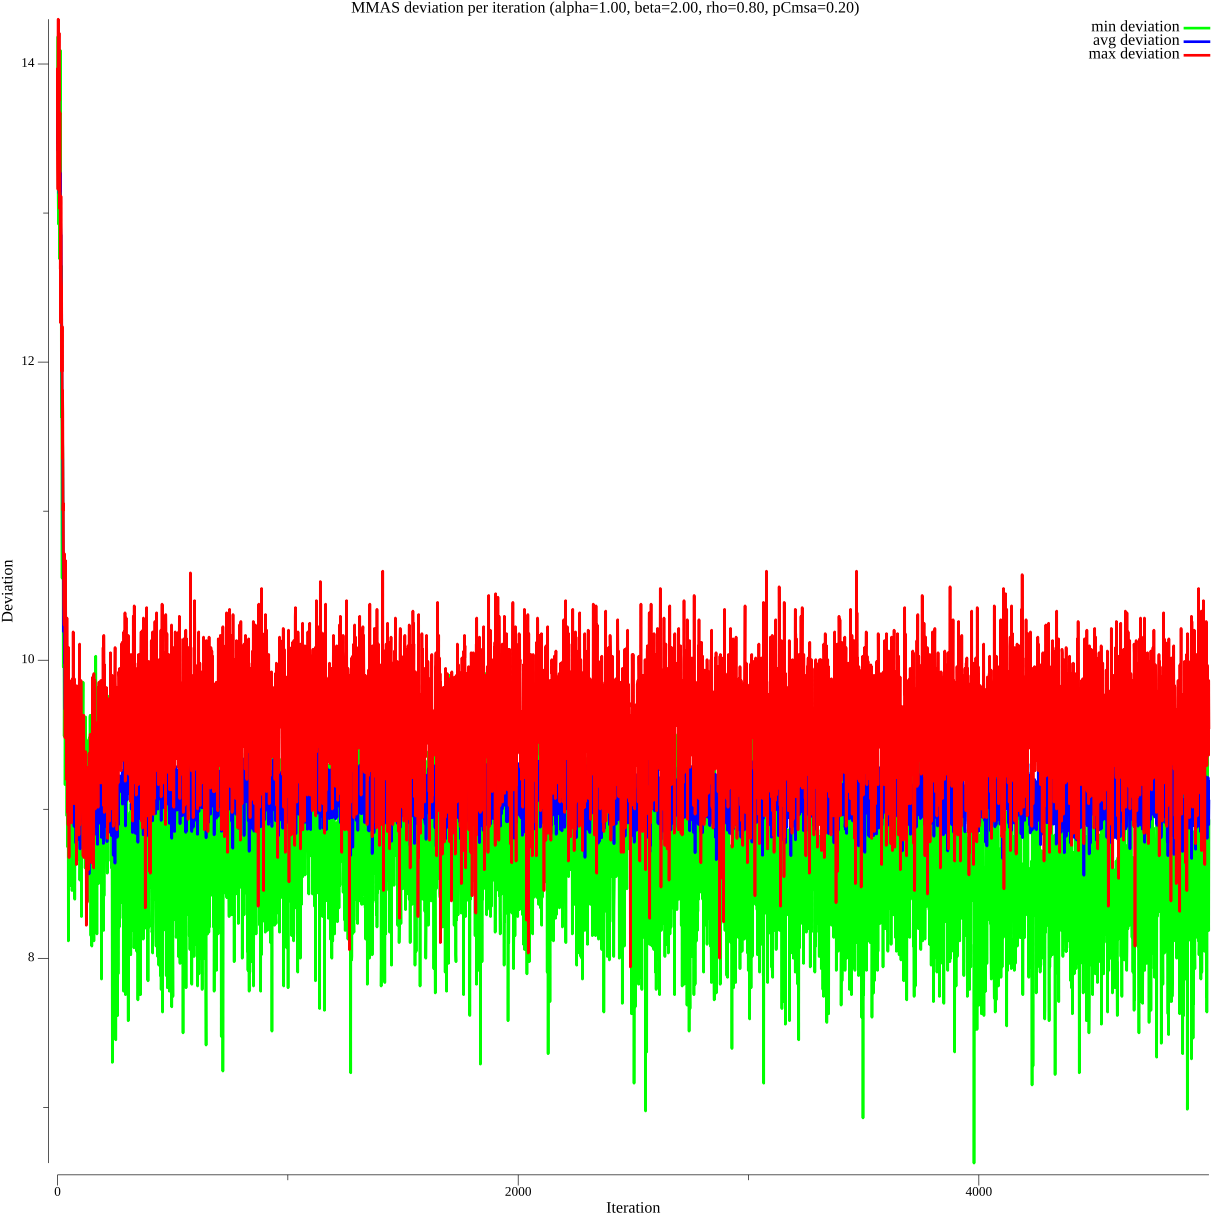 MMAS deviation per iteration (alpha=1.00, beta=2.00, rho=0.80, pCmsa=0.20)
min deviation
avg deviation
max deviation
14
12
10
8
Deviation
0
2000
4000
Iteration